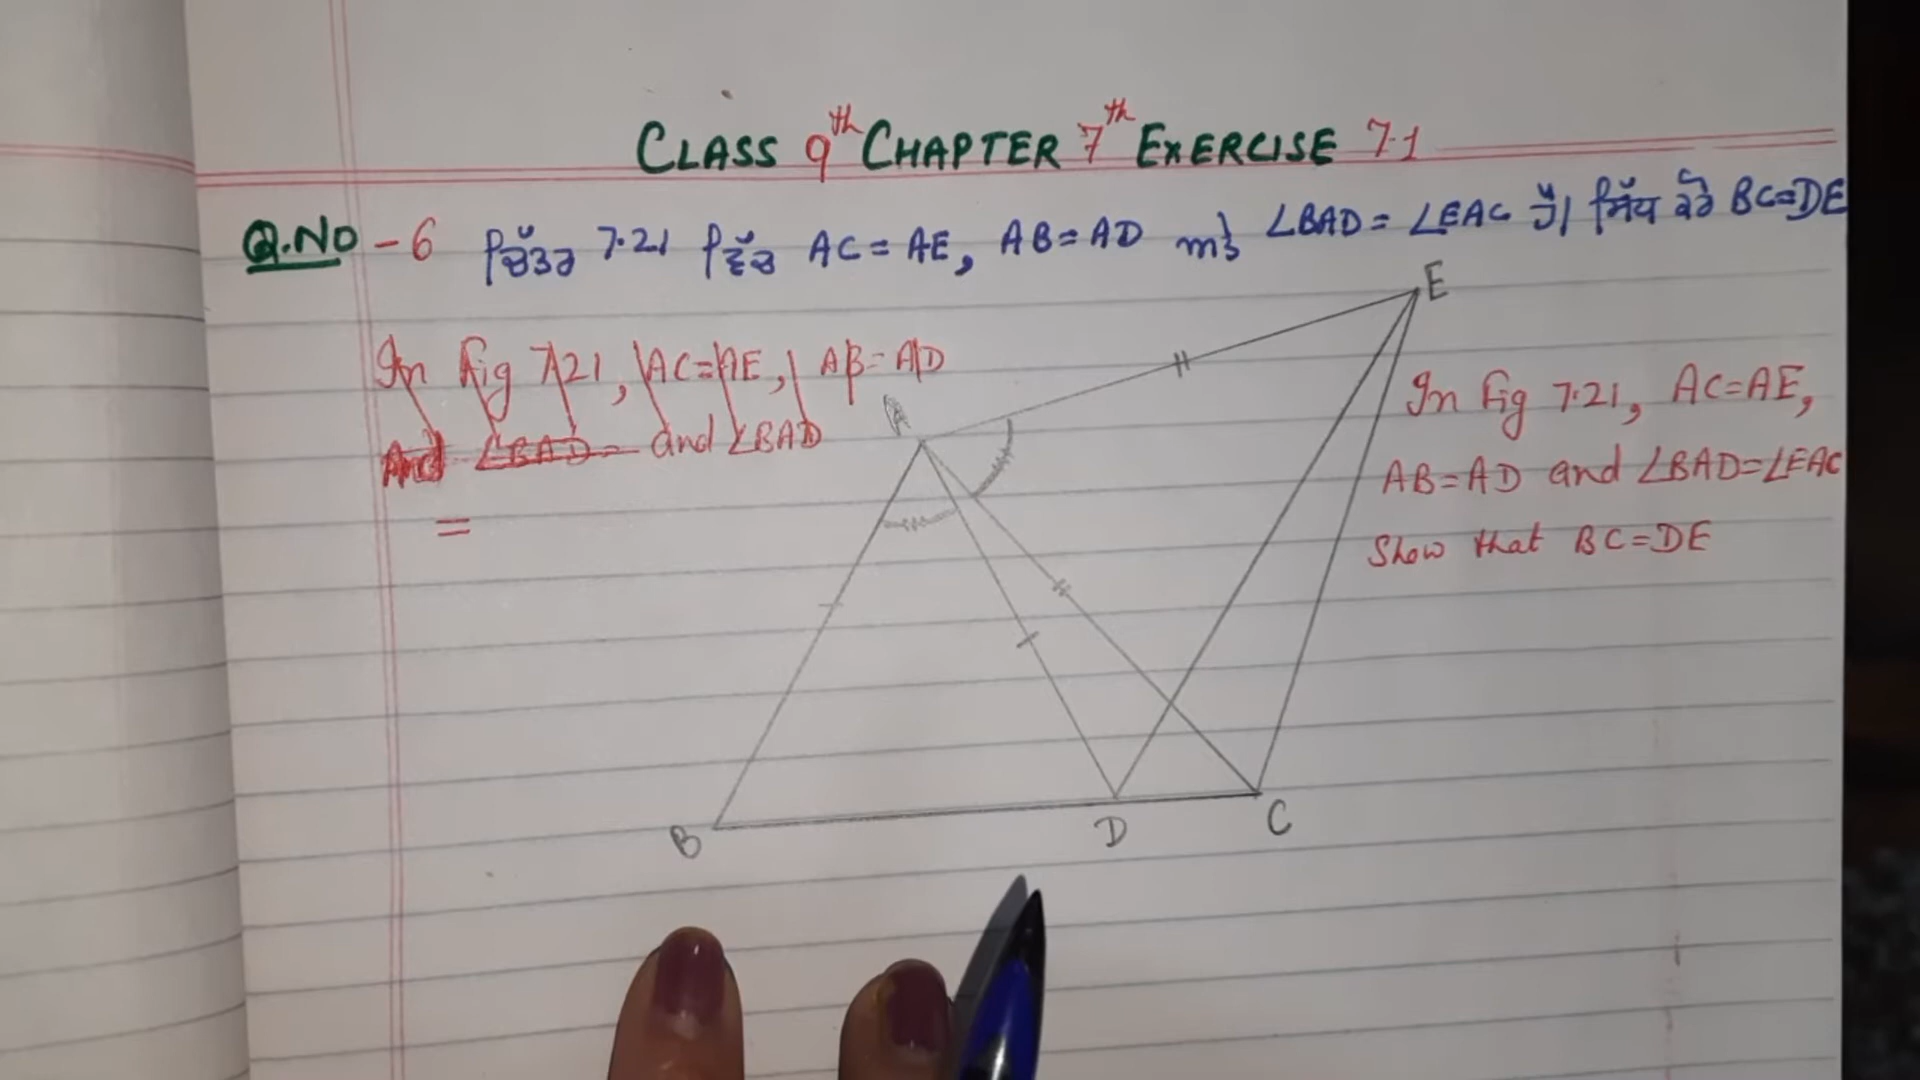 CLASS 9th CHAPTER 7th EXERCISE 7.1
Q.NO - 6 ਚਿੱਤਰ 7.21 ਵਿੱਚ AC = AE, AB = AD ਅਤੇ ∠BAD = ∠EAC ਹੈ। ਸਿੱਧ ਕਰੋ BC=DE
In fig 7.21, AC=AE, AB=AD
And ∠BAD= and ∠BAD
=
In fig 7.21, AC=AE,
AB=AD and ∠BAD=∠EAC
Show that BC=DE
E
A
B
D
C